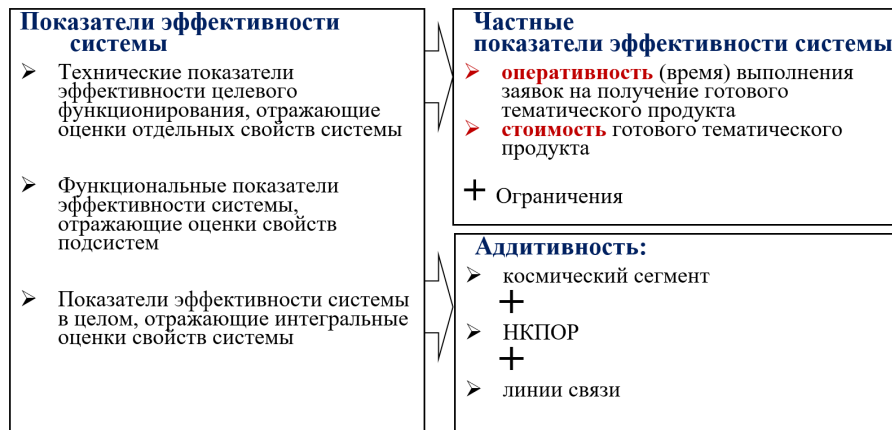 Показатели эффективности
системы
➢ Технические показатели
эффективности целевого
функционирования, отражающие
оценки отдельных свойств системы
➢ Функциональные показатели
эффективности системы,
отражающие оценки свойств
подсистем
➢ Показатели эффективности системы
в целом, отражающие интегральные
оценки свойств системы
Частные
показатели эффективности системы
➢ оперативность (время) выполнения
заявок на получение готового
тематического продукта
➢ стоимость готового тематического
продукта
+ Ограничения
Аддитивность:
➢ космический сегмент
+
➢ НКПОР
+
➢ линии связи